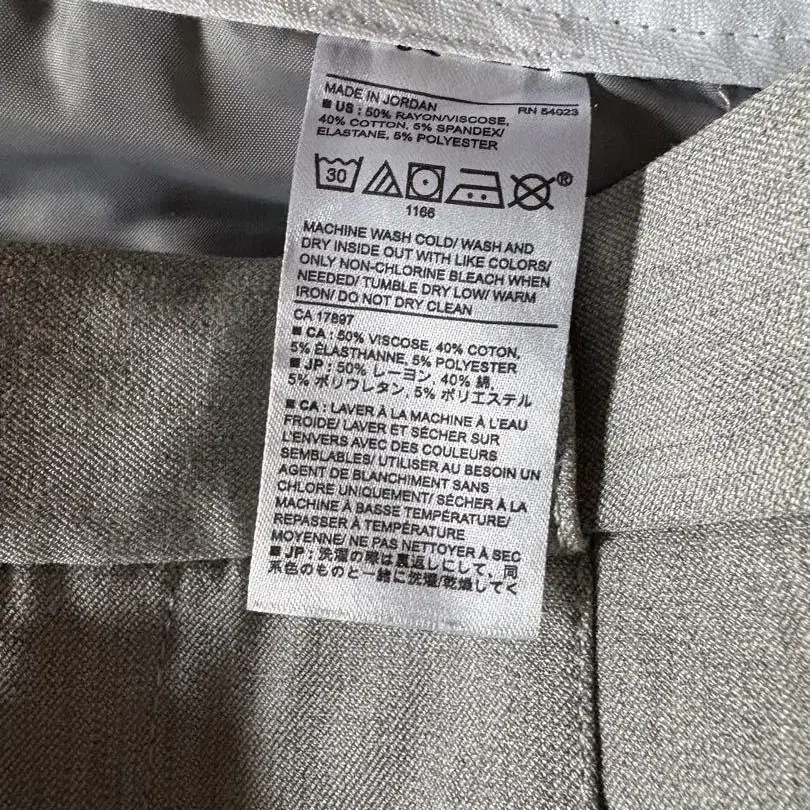 MADE IN JORDAN
RN 54023
■ US : 50% RAYON/VISCOSE,
40% COTTON, 5% SPANDEX/
ELASTANE, 5% POLYESTER
30
®
1166
MACHINE WASH COLD/ WASH AND
DRY INSIDE OUT WITH LIKE COLORS/
ONLY NON-CHLORINE BLEACH WHEN
NEEDED/ TUMBLE DRY LOW/ WARM
IRON/ DO NOT DRY CLEAN
CA 17897
■ CA : 50% VISCOSE, 40% COTON,
5% ÉLASTHANNE, 5% POLYESTER
■ JP : 50% レーヨン, 40% 綿,
5% ポリウレタン, 5% ポリエステル
■ CA : LAVER À LA MACHINE À L'EAU
FROIDE/ LAVER ET SÉCHER SUR
L'ENVERS AVEC DES COULEURS
SEMBLABLES/ UTILISER AU BESOIN UN
AGENT DE BLANCHIMENT SANS
CHLORE UNIQUEMENT/ SÉCHER À LA
MACHINE À BASSE TEMPÉRATURE/
REPASSER À TEMPÉRATURE
MOYENNE/ NE PAS NETTOYER À SEC
■ JP : 洗濯の際は裏返しにして、同
系色のものと一緒に洗濯/乾燥してく